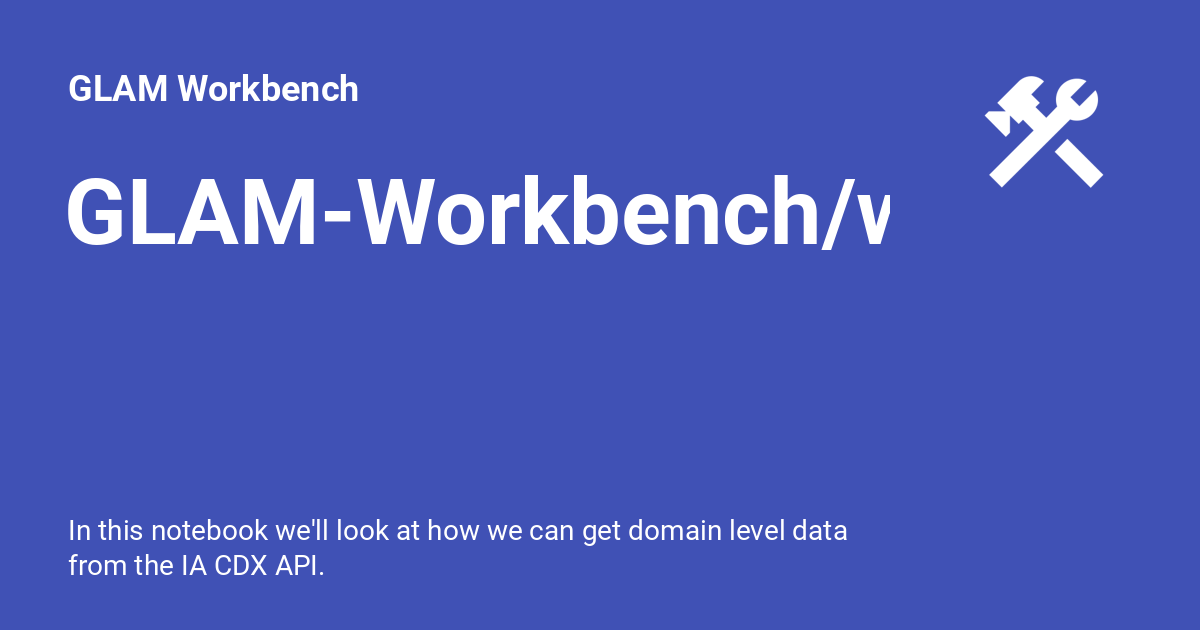 GLAM Workbench
GLAM-Workbench/w
In this notebook we'll look at how we can get domain level data
from the IA CDX API.